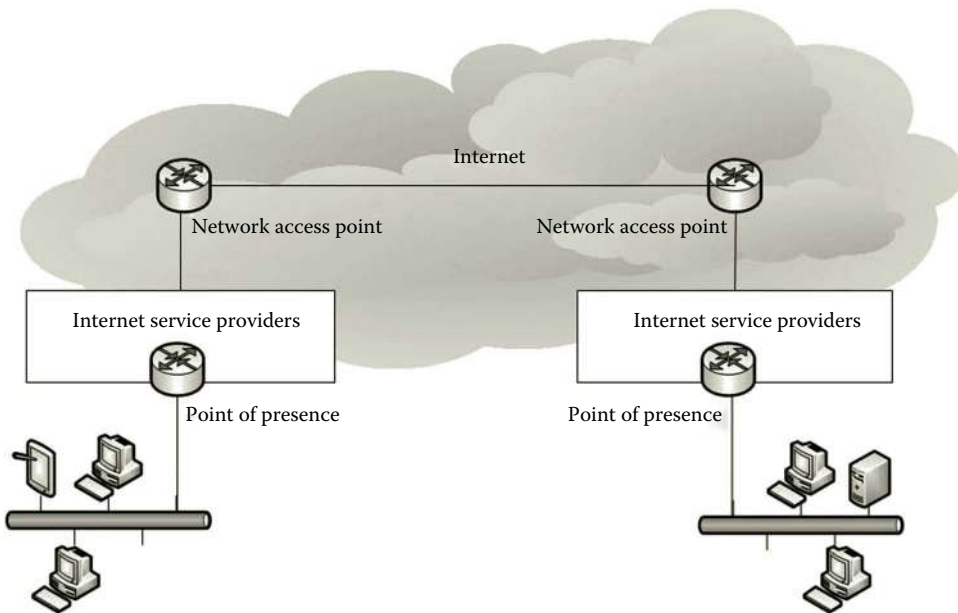 Internet
Network access point
Network access point
Internet service providers
Internet service providers
Point of presence
Point of presence